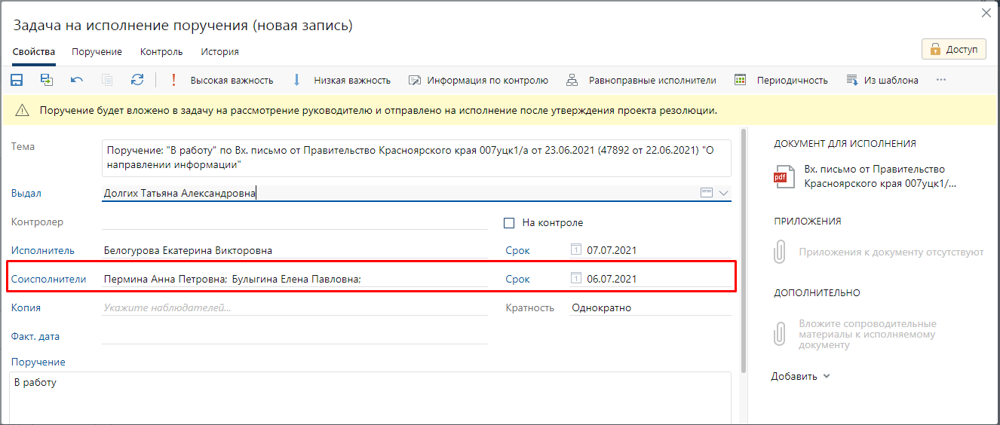 Задача на исполнение поручения (новая запись)
Свойства Поручение Контроль История
Доступ
Высокая важность Низкая важность Информация по контролю Равноправные исполнители Периодичность Из шаблона ...
Поручение будет вложено в задачу на рассмотрение руководителю и отправлено на исполнение после утверждения проекта резолюции.
Тема
Поручение: "В работу" по Вх. письмо от Правительство Красноярского края 007уцк1/а от 23.06.2021 (47892 от 22.06.2021) "О
направлении информации"
Выдал Долгих Татьяна Александровна
Контролер На контроле
Исполнитель Белогурова Екатерина Викторовна Срок 1 07.07.2021
Соисполнители Пермина Анна Петровна; Булыгина Елена Павловна; Срок 1 06.07.2021
Копия Укажите наблюдателей... Кратность Однократно
Факт. дата
Поручение
В работу
ДОКУМЕНТ ДЛЯ ИСПОЛНЕНИЯ
pdf
Вх. письмо от Правительство
Красноярского края 007уцк1/...
ПРИЛОЖЕНИЯ
Приложения к документу отсутствуют
ДОПОЛНИТЕЛЬНО
Вложите сопроводительные
материалы к исполняемому
документу
Добавить